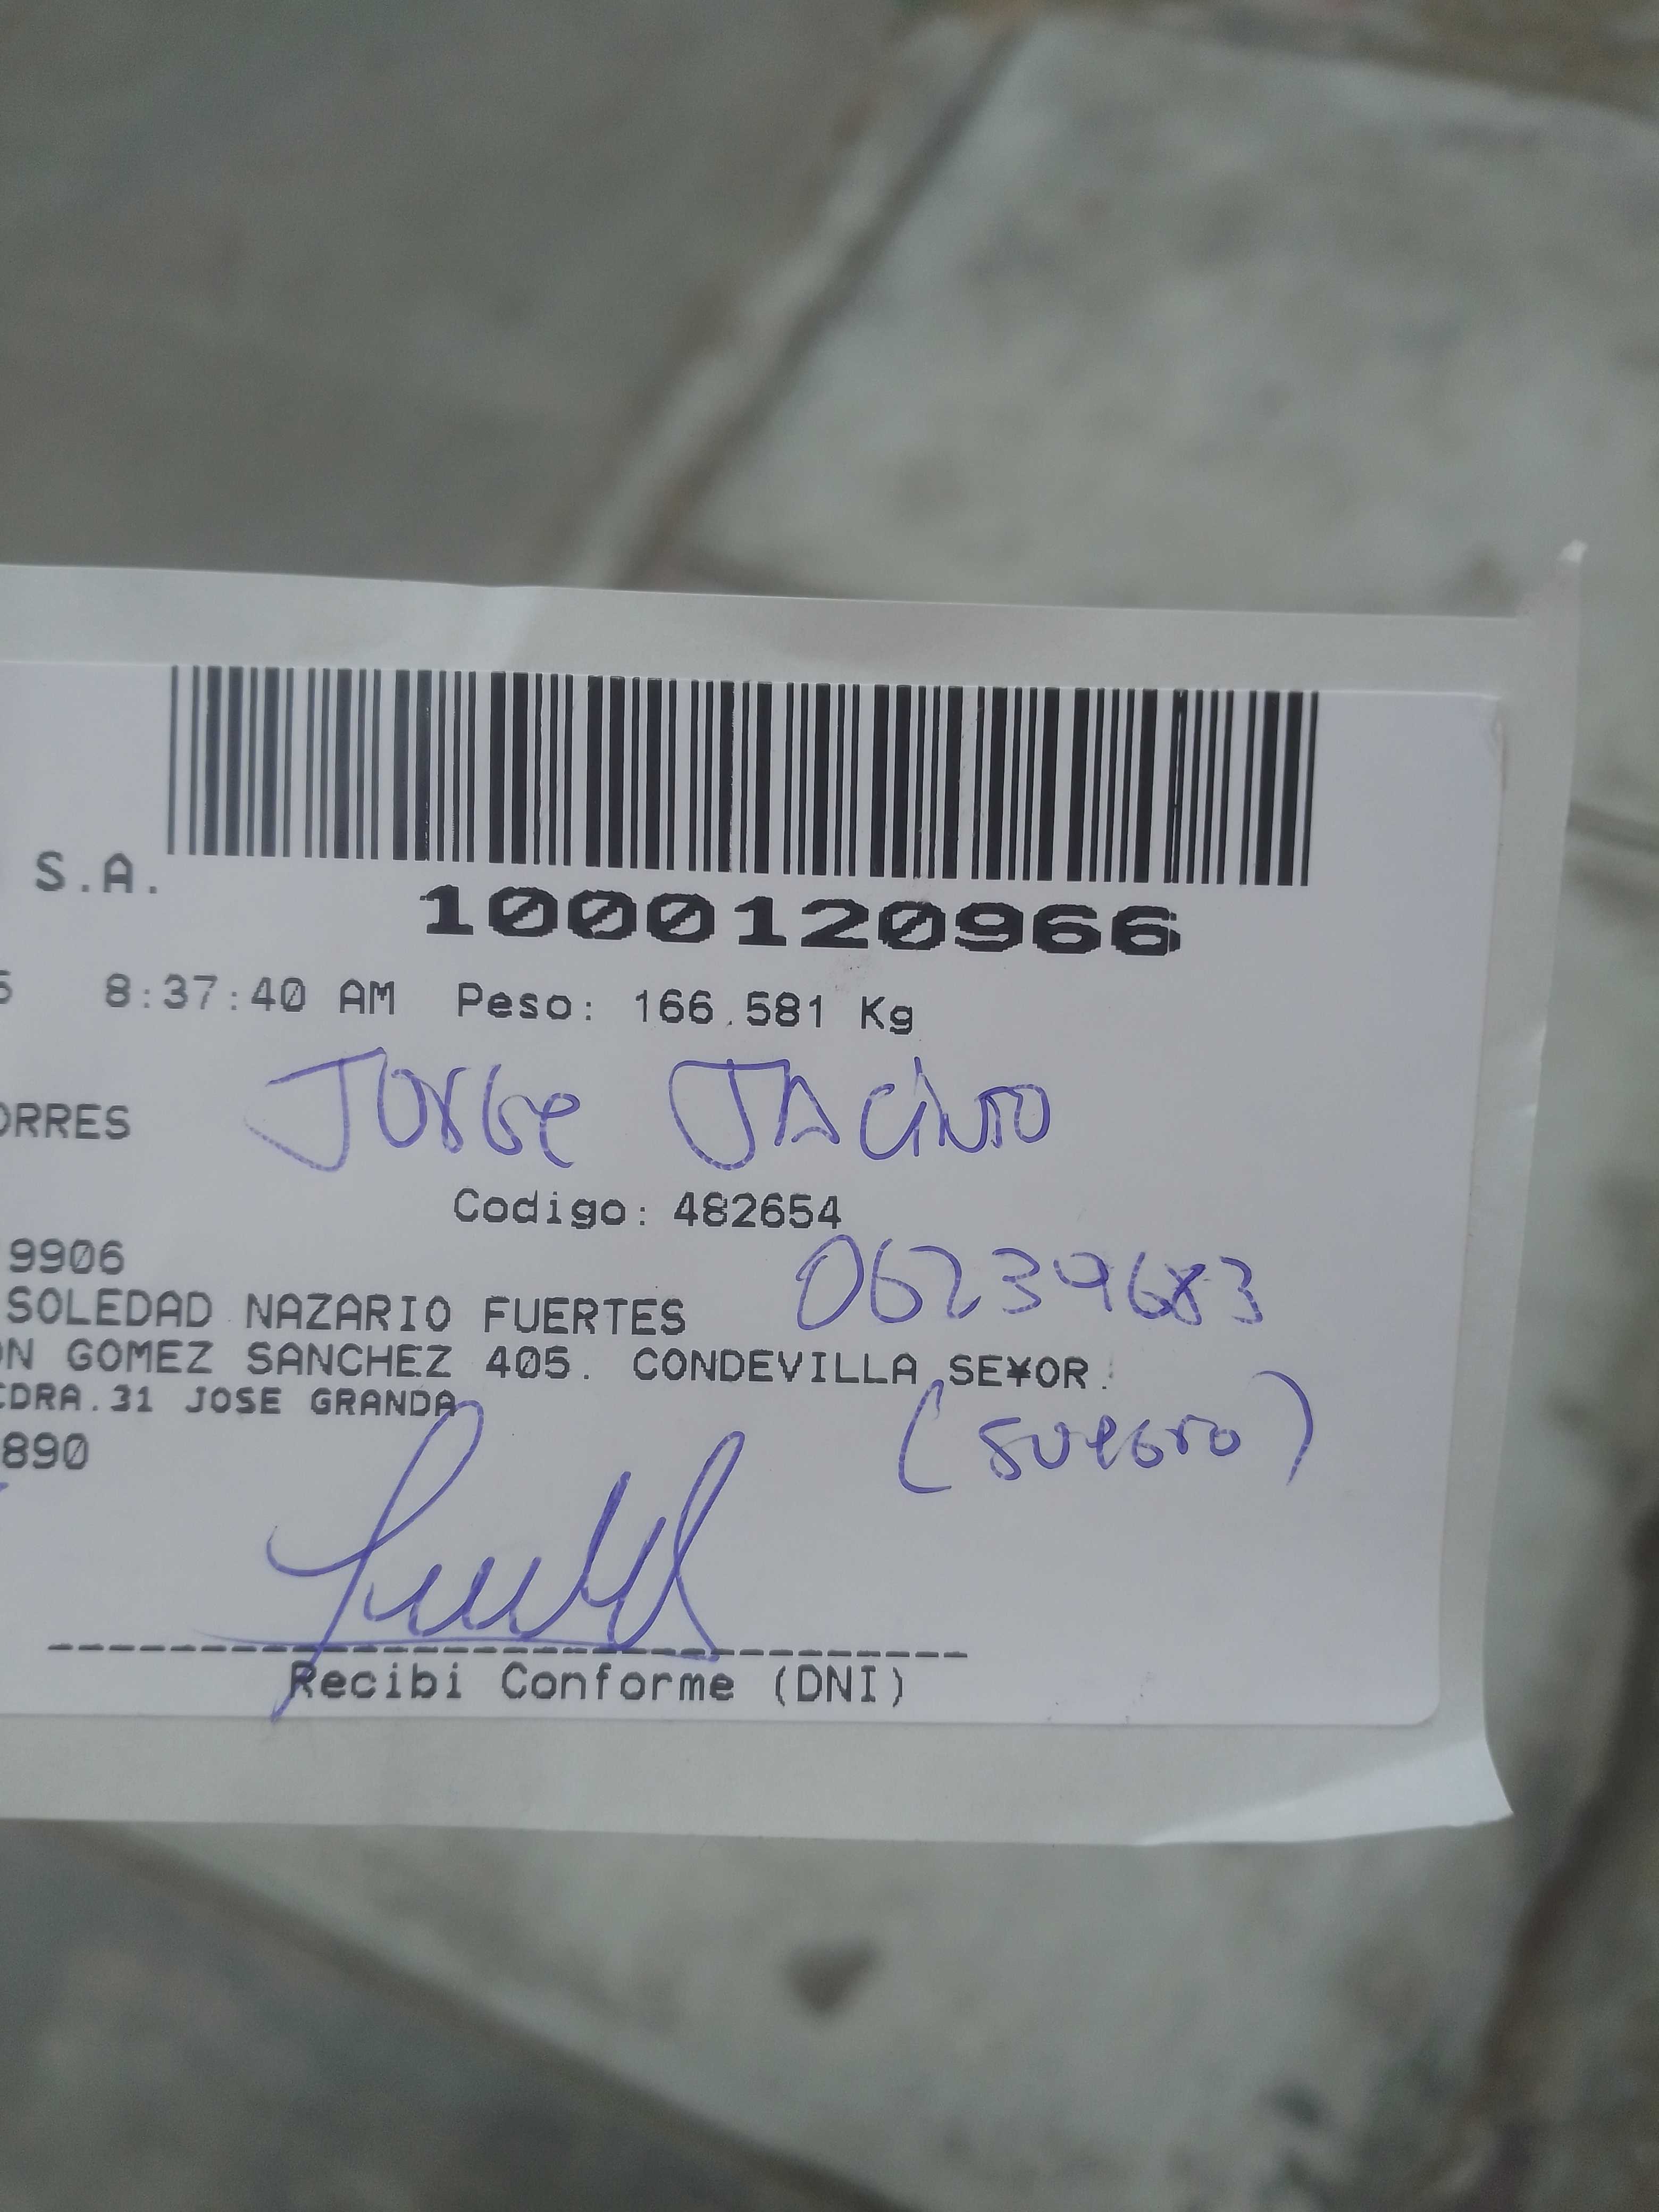 S.A.
1000120966
5 8:37:40 AM Peso: 166.581 Kg
ORRES Jorge Jacinto
Codigo: 482654
9906
06239683
SOLEDAD NAZARIO FUERTES
ON GOMEZ SANCHEZ 405. CONDEVILLA SE¥OR.
CDRA.31 JOSE GRANDA
(suegro)
890
Recibi Conforme (DNI)